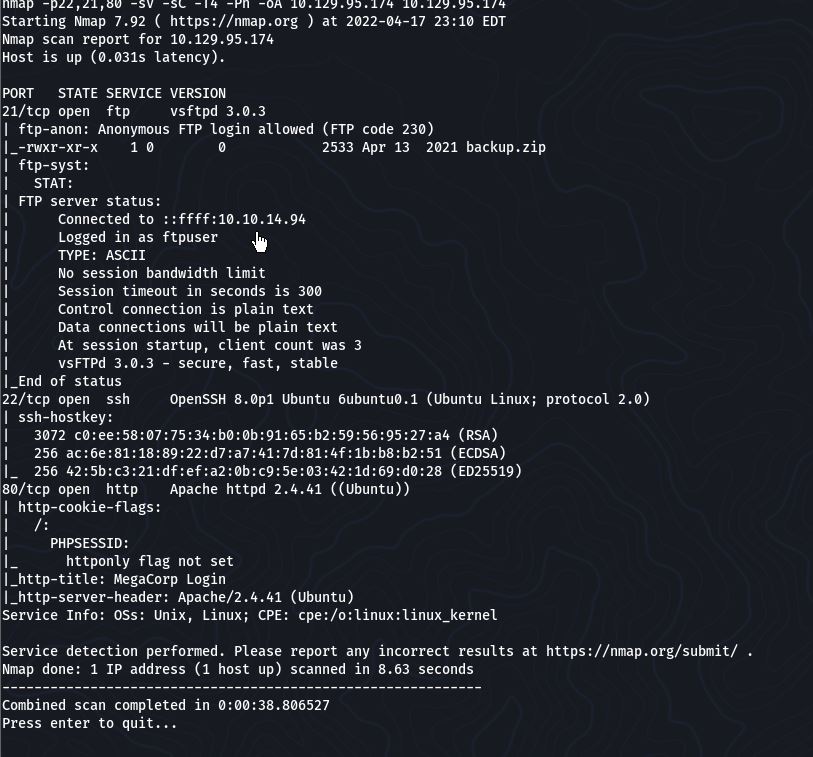 nmap -p22,21,80 -sV -sC -T4 -Pn -oA 10.129.95.174 10.129.95.174
Starting Nmap 7.92 ( https://nmap.org ) at 2022-04-17 23:10 EDT
Nmap scan report for 10.129.95.174
Host is up (0.031s latency).

PORT   STATE SERVICE VERSION
21/tcp open  ftp     vsftpd 3.0.3
| ftp-anon: Anonymous FTP login allowed (FTP code 230)
|_-rwxr-xr-x    1 0        0            2533 Apr 13  2021 backup.zip
| ftp-syst:
|   STAT:
| FTP server status:
|      Connected to ::ffff:10.10.14.94
|      Logged in as ftpuser
|      TYPE: ASCII
|      No session bandwidth limit
|      Session timeout in seconds is 300
|      Control connection is plain text
|      Data connections will be plain text
|      At session startup, client count was 3
|      vsFTPd 3.0.3 - secure, fast, stable
|_End of status
22/tcp open  ssh     OpenSSH 8.0p1 Ubuntu 6ubuntu0.1 (Ubuntu Linux; protocol 2.0)
| ssh-hostkey:
|   3072 c0:ee:58:07:75:34:b0:0b:91:65:b2:59:56:95:27:a4 (RSA)
|   256 ac:6e:81:18:89:22:d7:a7:41:7d:81:4f:1b:b8:b2:51 (ECDSA)
|_  256 42:5b:c3:21:df:ef:a2:0b:c9:5e:03:42:1d:69:d0:28 (ED25519)
80/tcp open  http    Apache httpd 2.4.41 ((Ubuntu))
| http-cookie-flags:
|   /:
|     PHPSESSID:
|_      httponly flag not set
|_http-title: MegaCorp Login
|_http-server-header: Apache/2.4.41 (Ubuntu)
Service Info: OSs: Unix, Linux; CPE: cpe:/o:linux:linux_kernel

Service detection performed. Please report any incorrect results at https://nmap.org/submit/ .
Nmap done: 1 IP address (1 host up) scanned in 8.63 seconds
------------------------------------------------------------
Combined scan completed in 0:00:38.806527
Press enter to quit...